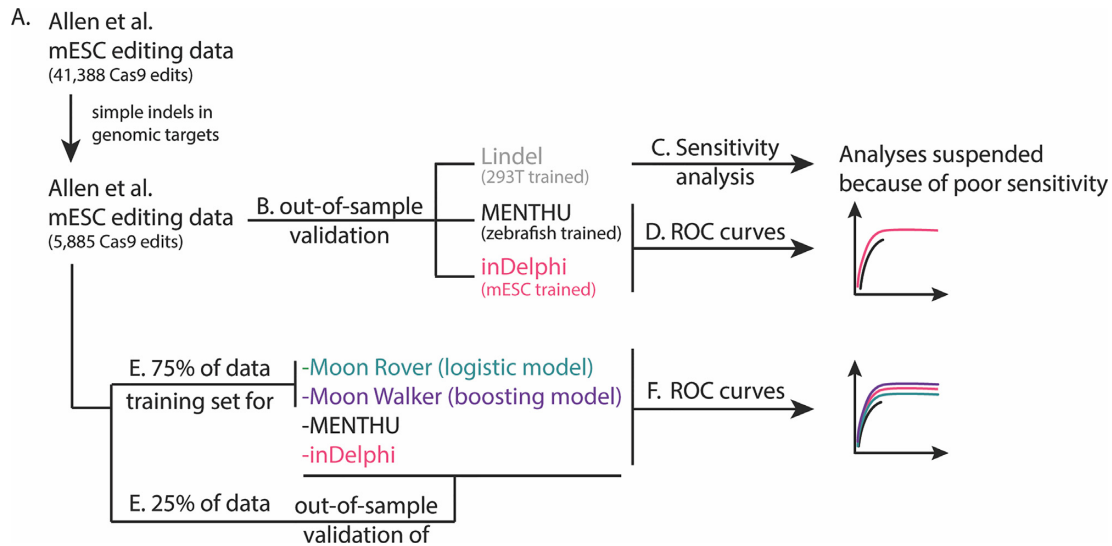 A.
Allen et al.
mESC editing data
(41,388 Cas9 edits)
simple indels in
genomic targets
Allen et al.
mESC editing data
(5,885 Cas9 edits)
B. out-of-sample
validation
Lindel
(293T trained)
MENTHU
(zebrafish trained)
inDelphi
(mESC trained)
C. Sensitivity
analysis
Analyses suspended
because of poor sensitivity
D. ROC curves
E. 75% of data
training set for
-Moon Rover (logistic model)
-Moon Walker (boosting model)
-MENTHU
-inDelphi
F. ROC curves
E. 25% of data
out-of-sample
validation of